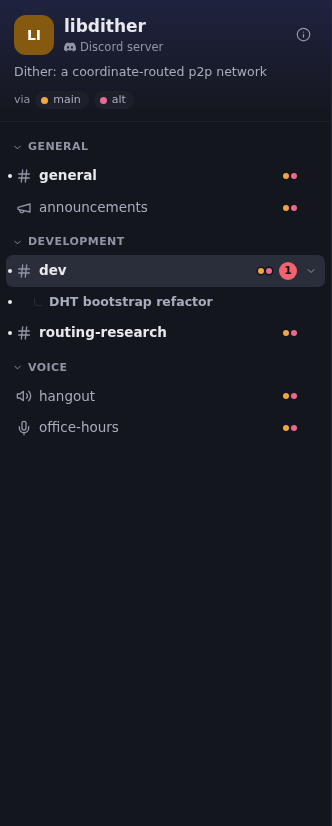 LI
libdither
Discord server
Dither: a coordinate-routed p2p network
via main alt
GENERAL
general
announcements
DEVELOPMENT
dev 1
DHT bootstrap refactor
routing-research
VOICE
hangout
office-hours